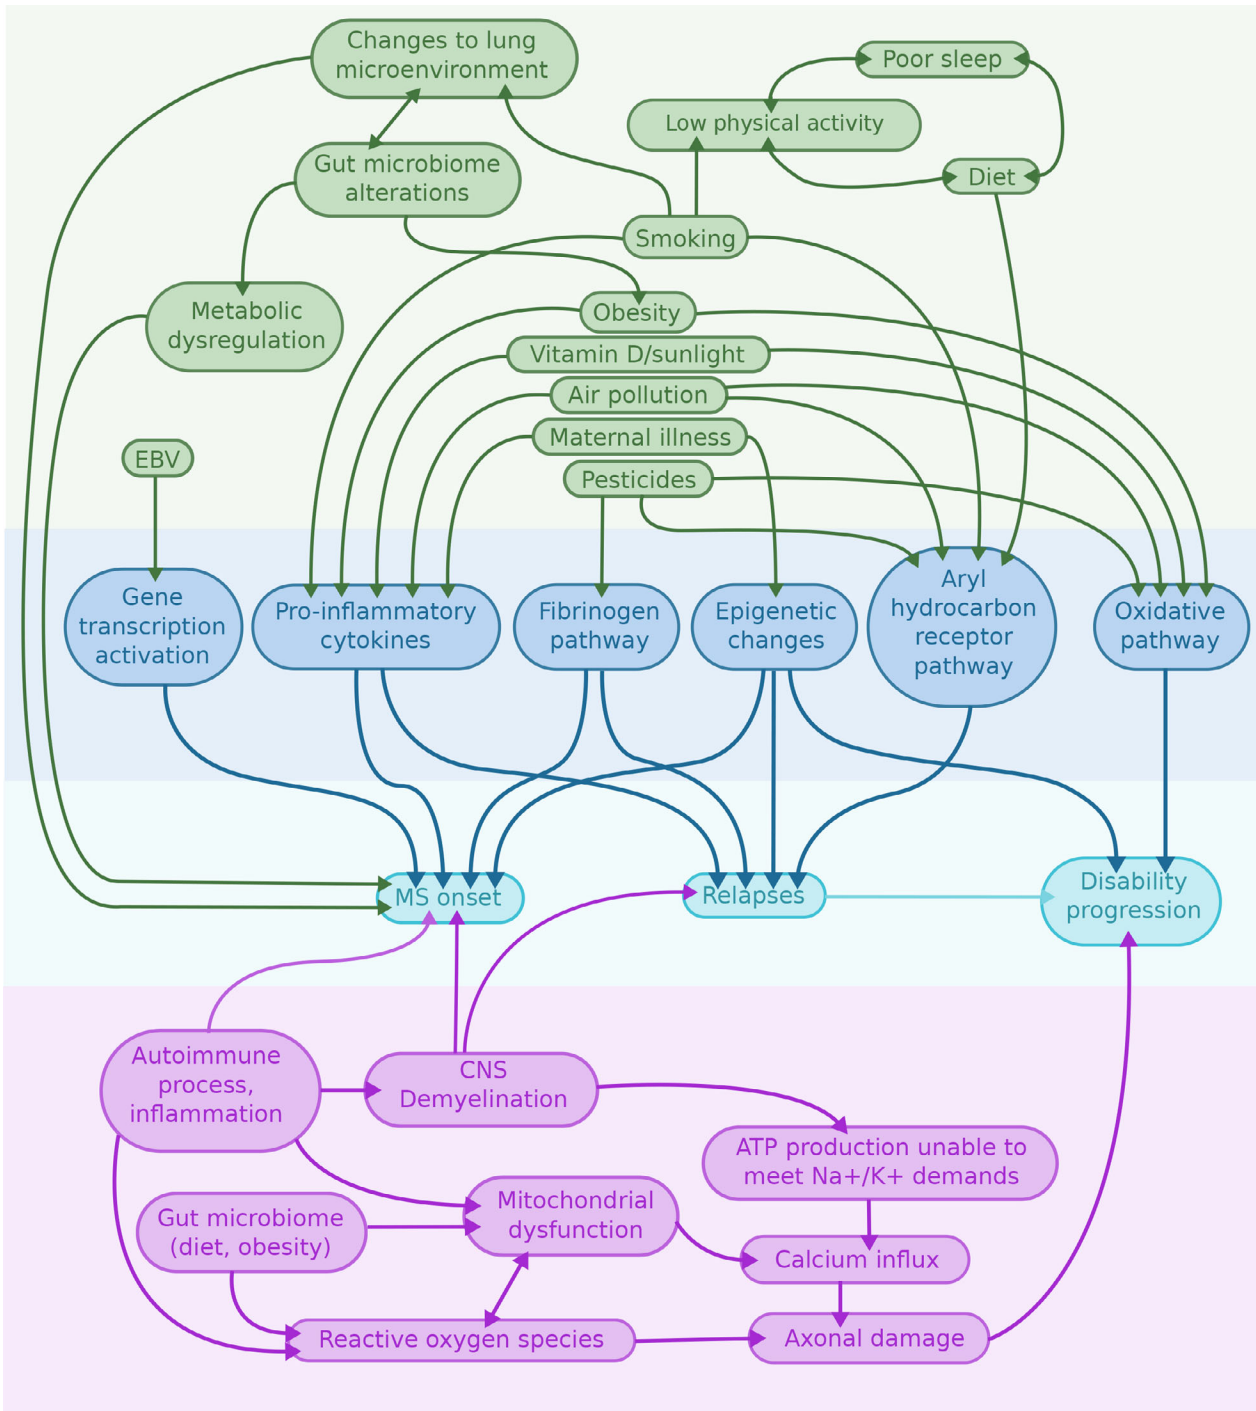 Changes to lung
microenvironment
Poor sleep
Low physical activity
Gut microbiome
alterations
Diet
Smoking
Metabolic
dysregulation
Obesity
Vitamin D/sunlight
Air pollution
Maternal illness
EBV
Pesticides
Gene
transcription
activation
Pro-inflammatory
cytokines
Fibrinogen
pathway
Epigenetic
changes
Aryl
hydrocarbon
receptor
pathway
Oxidative
pathway
MS onset
Relapses
Disability
progression
Autoimmune
process,
inflammation
CNS
Demyelination
ATP production unable to
meet Na+/K+ demands
Gut microbiome
(diet, obesity)
Mitochondrial
dysfunction
Calcium influx
Reactive oxygen species
Axonal damage